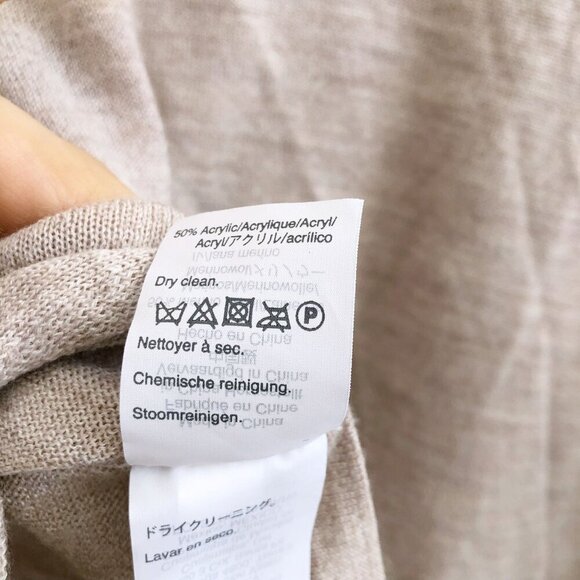 50% Acrylic/Acrylique/Acryl/
Acryl/アクリル/acrílico
Dry clean.
P
Nettoyer à sec.
Chemische reinigung.
Stoomreinigen.
ドライクリーニング。
Lavar en seco.